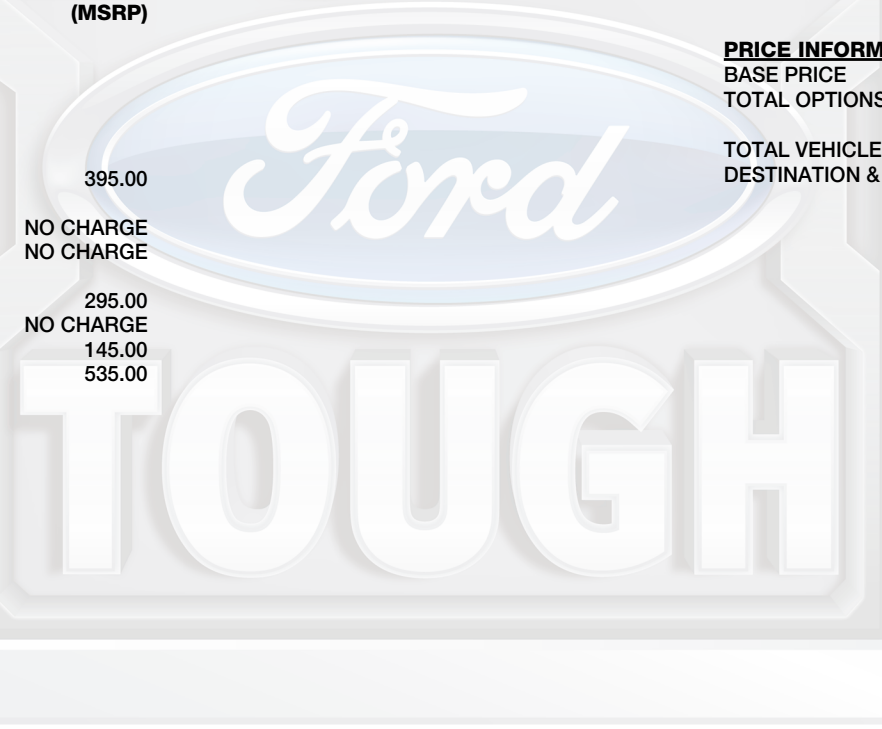 (MSRP)
395.00
NO CHARGE
NO CHARGE
295.00
NO CHARGE
145.00
535.00
PRICE INFORM
BASE PRICE
TOTAL OPTIONS
TOTAL VEHICLE
DESTINATION &
Ford
TOUGH